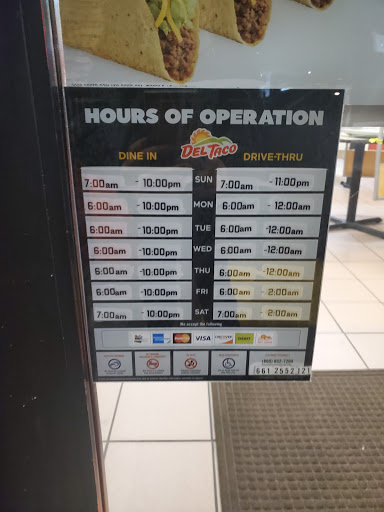 HOURS OF OPERATION
DEL TACO
DINE IN DRIVE-THRU
7:00am -10:00pm SUN 7:00am -11:00pm
6:00am -10:00pm MON 6:00am -12:00am
6:00am -10:00pm TUE 6:00am -12:00am
6:00am -10:00pm WED 6:00am -12:00am
6:00am -10:00pm THU 6:00am -12:00am
6:00am -10:00pm FRI 6:00am -2:00am
7:00am -10:00pm SAT 7:00am -2:00am
We accept the following
VISA